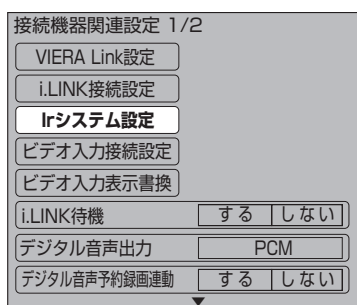 接続機器関連設定 1/2
VIERA Link設定
i.LINK接続設定
Irシステム設定
ビデオ入力接続設定
ビデオ入力表示書換
i.LINK待機 する しない
デジタル音声出力 PCM
デジタル音声予約録画連動 する しない